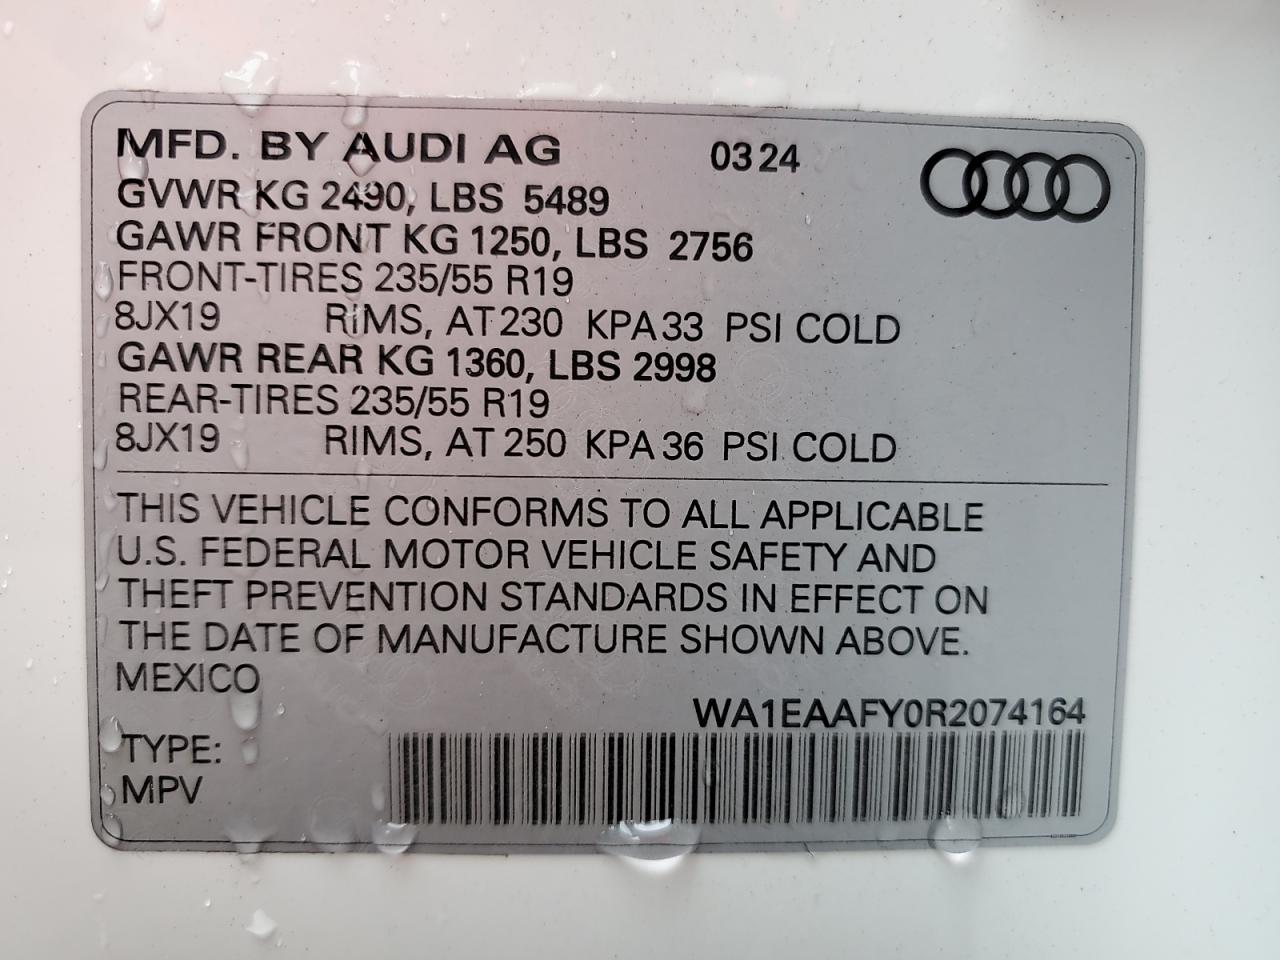 MFD. BY AUDI AG 03 24
GVWR KG 2490, LBS 5489
GAWR FRONT KG 1250, LBS 2756
FRONT-TIRES 235/55 R19
8JX19 RIMS, AT 230 KPA 33 PSI COLD
GAWR REAR KG 1360, LBS 2998
REAR-TIRES 235/55 R19
8JX19 RIMS, AT 250 KPA 36 PSI COLD
THIS VEHICLE CONFORMS TO ALL APPLICABLE
U.S. FEDERAL MOTOR VEHICLE SAFETY AND
THEFT PREVENTION STANDARDS IN EFFECT ON
THE DATE OF MANUFACTURE SHOWN ABOVE.
MEXICO
WA1EAAFY0R2074164
TYPE:
MPV